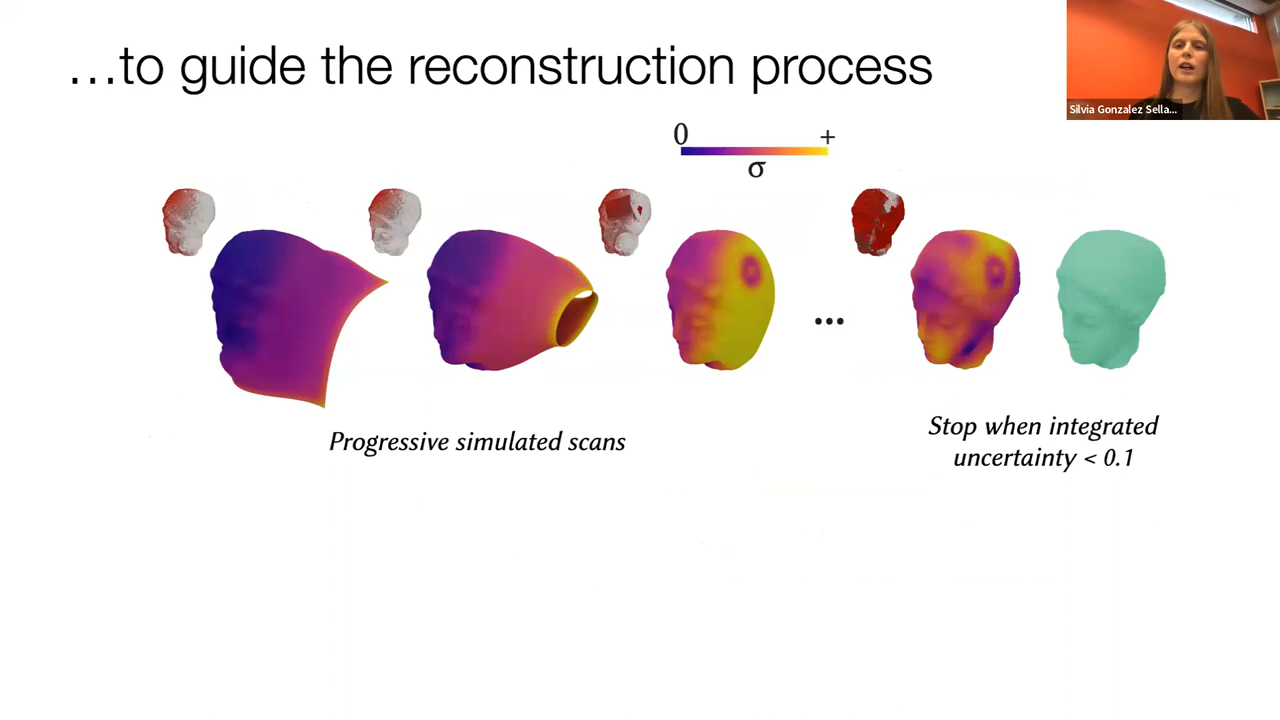 ...to guide the reconstruction process
Silvia Gonzalez Sella...
0
+
σ
...
Progressive simulated scans
Stop when integrated
uncertainty < 0.1